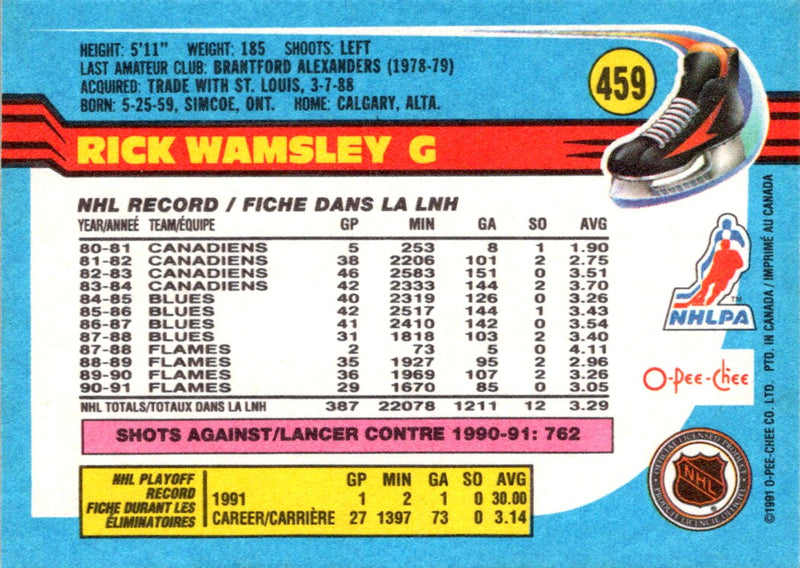 HEIGHT: 5'11" WEIGHT: 185 SHOOTS: LEFT
LAST AMATEUR CLUB: BRANTFORD ALEXANDERS (1978-79)
ACQUIRED: TRADE WITH ST. LOUIS, 3-7-88
BORN: 5-25-59, SIMCOE, ONT. HOME: CALGARY, ALTA.
459
RICK WAMSLEY G
NHL RECORD / FICHE DANS LA LNH
YEAR/ANNEÉ TEAM/ÉQUIPE GP MIN GA SO AVG
80-81 CANADIENS 5 253 8 1 1.90
81-82 CANADIENS 38 2206 101 2 2.75
82-83 CANADIENS 46 2583 151 0 3.51
83-84 CANADIENS 42 2333 144 2 3.70
84-85 BLUES 40 2319 126 0 3.26
85-86 BLUES 42 2517 144 1 3.43
86-87 BLUES 41 2410 142 0 3.54
87-88 BLUES 31 1818 103 2 3.40
87-88 FLAMES 2 73 5 0 4.11
88-89 FLAMES 35 1927 95 2 2.96
89-90 FLAMES 36 1969 107 2 3.26
90-91 FLAMES 29 1670 85 0 3.05
NHL TOTALS/TOTAUX DANS LA LNH 387 22078 1211 12 3.29
SHOTS AGAINST/LANCER CONTRE 1990-91: 762
NHL PLAYOFF
RECORD
FICHE DURANT LES
ÉLIMINATOIRES
GP MIN GA SO AVG
1991 1 2 1 0 30.00
CAREER/CARRIÈRE 27 1397 73 0 3.14
TM
NHLPA
O-Pee-Chee
OFFICIAL LICENSED PRODUCT
NHL
PRODUIT LICENCIÉ OFFICIEL
©1991 O-PEE-CHEE CO. LTD. PTD. IN CANADA / IMPRIMÉ AU CANADA